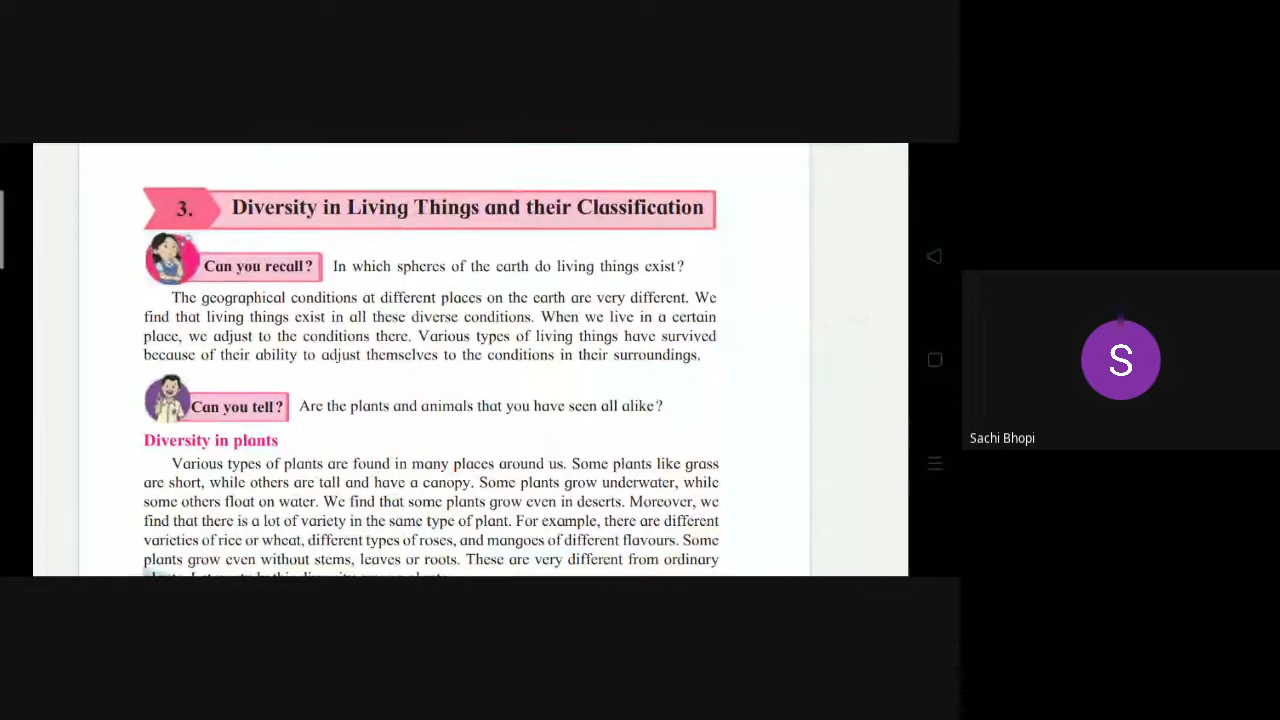 3. Diversity in Living Things and their Classification
Can you recall? In which spheres of the earth do living things exist?
The geographical conditions at different places on the earth are very different. We
find that living things exist in all these diverse conditions. When we live in a certain
place, we adjust to the conditions there. Various types of living things have survived
because of their ability to adjust themselves to the conditions in their surroundings.
Can you tell? Are the plants and animals that you have seen all alike?
Diversity in plants
Various types of plants are found in many places around us. Some plants like grass
are short, while others are tall and have a canopy. Some plants grow underwater, while
some others float on water. We find that some plants grow even in deserts. Moreover, we
find that there is a lot of variety in the same type of plant. For example, there are different
varieties of rice or wheat, different types of roses, and mangoes of different flavours. Some
plants grow even without stems, leaves or roots. These are very different from ordinary
S
Sachi Bhopi